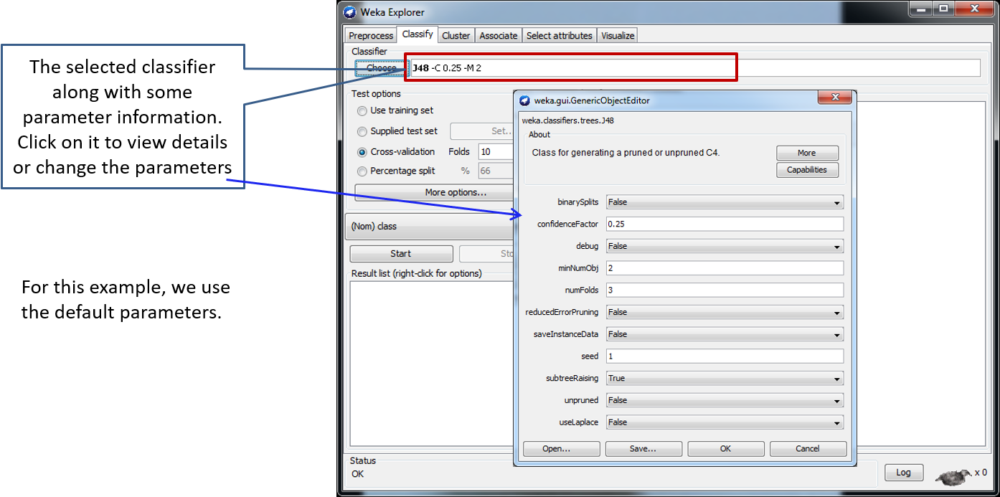 The selected classifier
along with some
parameter information.
Click on it to view details
or change the parameters
For this example, we use
the default parameters.
Weka Explorer
Preprocess Classify Cluster Associate Select attributes Visualize
Classifier
Choose J48 -C 0.25 -M 2
Test options
Use training set
Supplied test set Set...
Cross-validation Folds 10
Percentage split % 66
More options...
(Nom) class
Start
Result list (right-click for options)
weka.gui.GenericObjectEditor
weka.classifiers.trees.J48
About
Class for generating a pruned or unpruned C4.
More
Capabilities
binarySplits False
confidenceFactor 0.25
debug False
minNumObj 2
numFolds 3
reducedErrorPruning False
saveInstanceData False
seed 1
subtreeRaising True
unpruned False
useLaplace False
Open... Save... OK Cancel
Status
OK
Log x 0